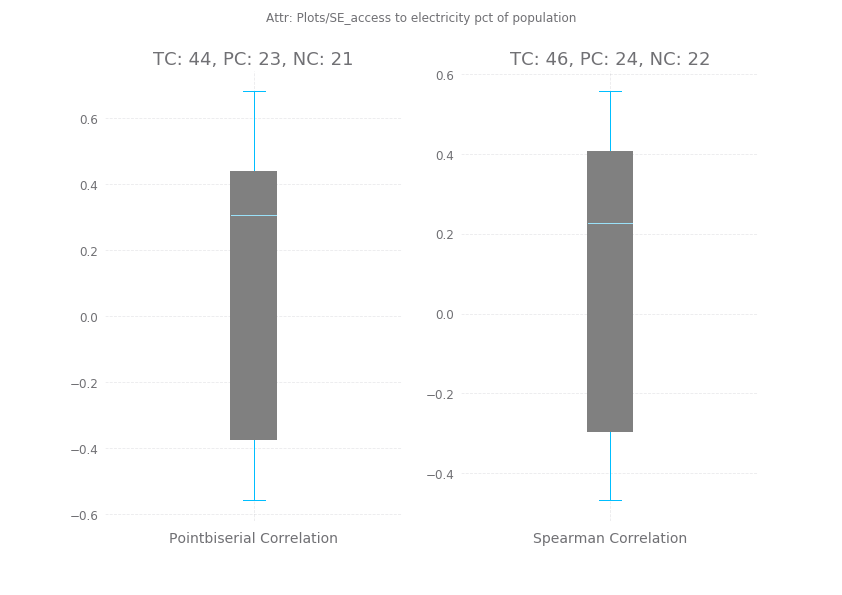 Attr: Plots/SE_access to electricity pct of population
TC: 44, PC: 23, NC: 21
0.6
0.4
0.2
0.0
−0.2
−0.4
−0.6
Pointbiserial Correlation
TC: 46, PC: 24, NC: 22
0.6
0.4
0.2
0.0
−0.2
−0.4
Spearman Correlation